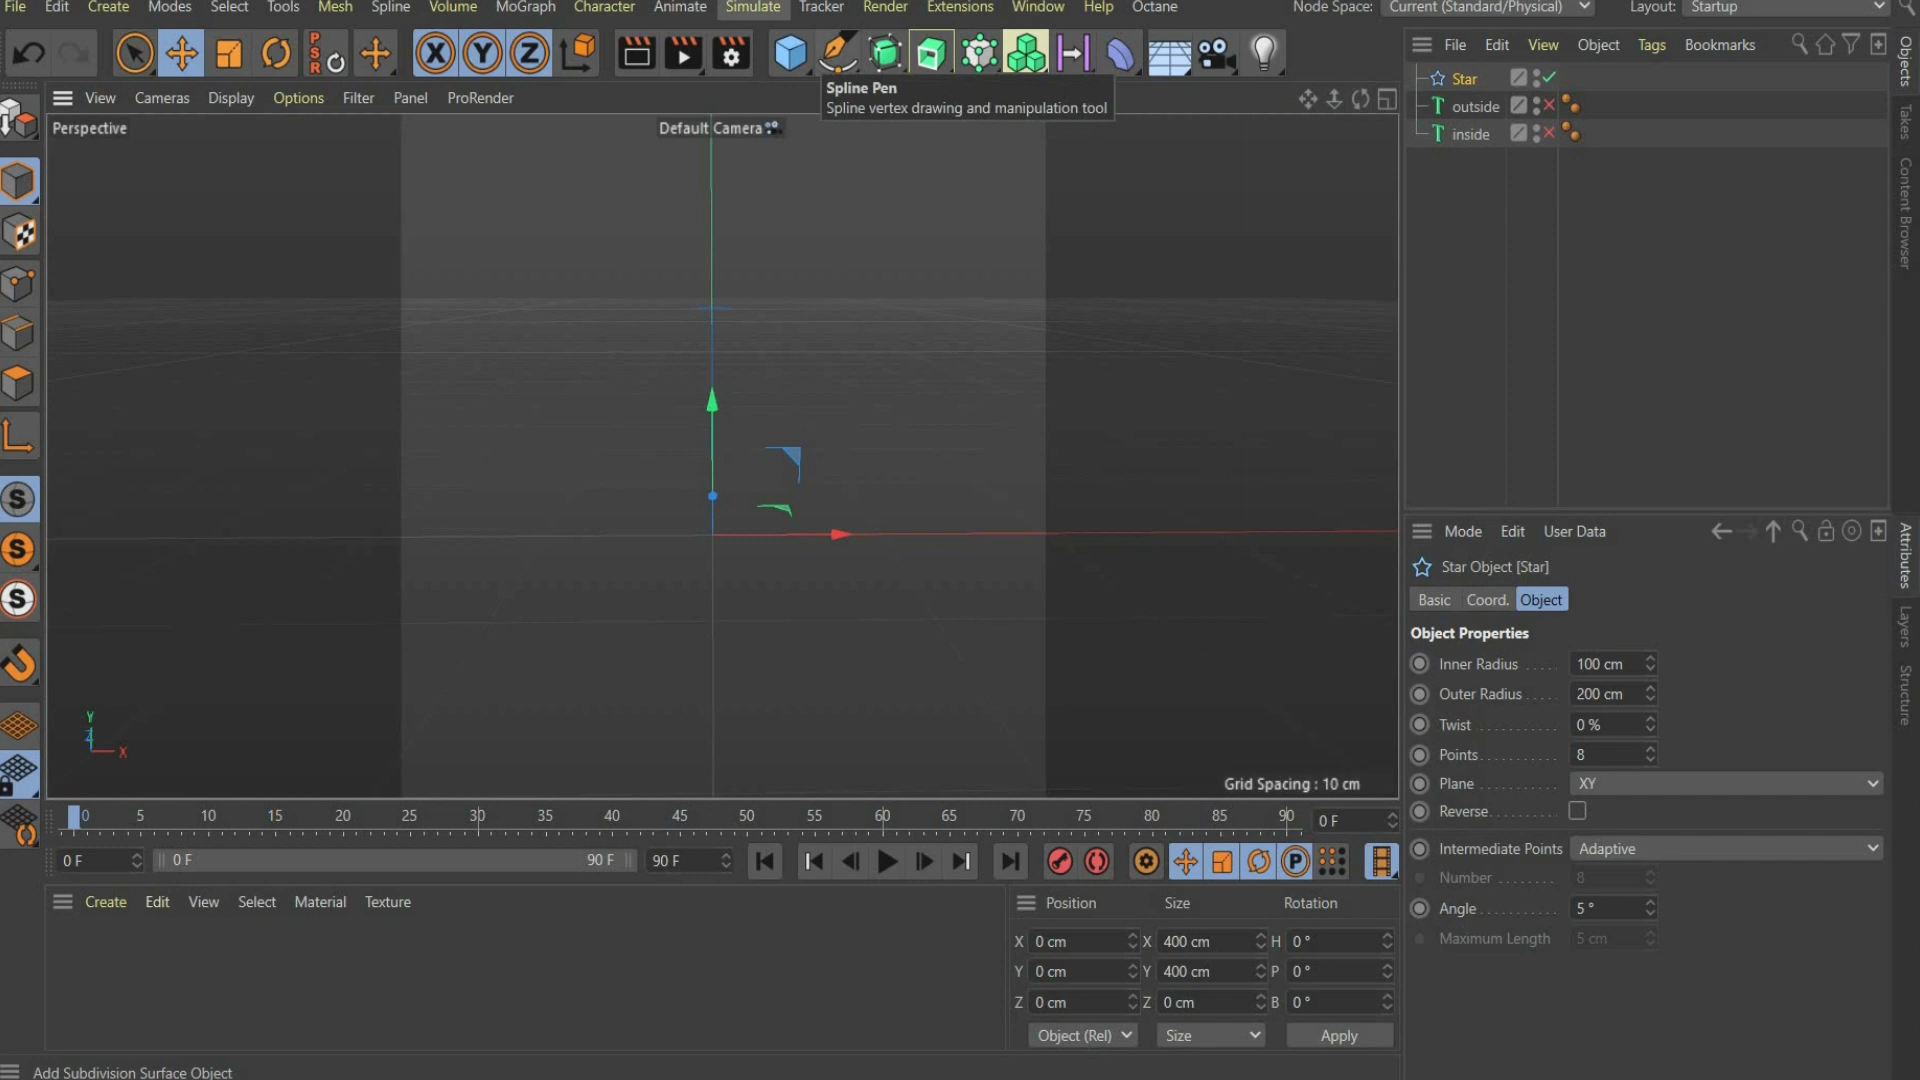 File Edit Create Modes Select Tools Mesh Spline Volume MoGraph Character Animate Simulate Tracker Render Extensions Window Help Octane Node Space: Current (Standard/Physical) Layout: Startup
P S R X Y Z
File Edit View Object Tags Bookmarks
View Cameras Display Options Filter Panel ProRender
Spline Pen
Spline vertex drawing and manipulation tool
Perspective
Default Camera
Star
outside
inside
Objects
Takes
Content Browser
S
S
S
Y
Z
X
Grid Spacing : 10 cm
0 5 10 15 20 25 30 35 40 45 50 55 60 65 70 75 80 85 90 0 F
0 F 0 F 90 F 90 F P
Create Edit View Select Material Texture
Position Size Rotation
X 0 cm X 400 cm H 0 °
Y 0 cm Y 400 cm P 0 °
Z 0 cm Z 0 cm B 0 °
Object (Rel) Size Apply
Mode Edit User Data
Star Object [Star]
Basic Coord. Object
Object Properties
Inner Radius . . . . 100 cm
Outer Radius . . . 200 cm
Twist . . . . . . . . . . 0 %
Points. . . . . . . . . . 8
Plane . . . . . . . . . . XY
Reverse. . . . . . . . .
Intermediate Points Adaptive
Number . . . . . . . . 8
Angle. . . . . . . . . . . 5 °
Maximum Length 5 cm
Attributes
Layers
Structure
Add Subdivision Surface Object